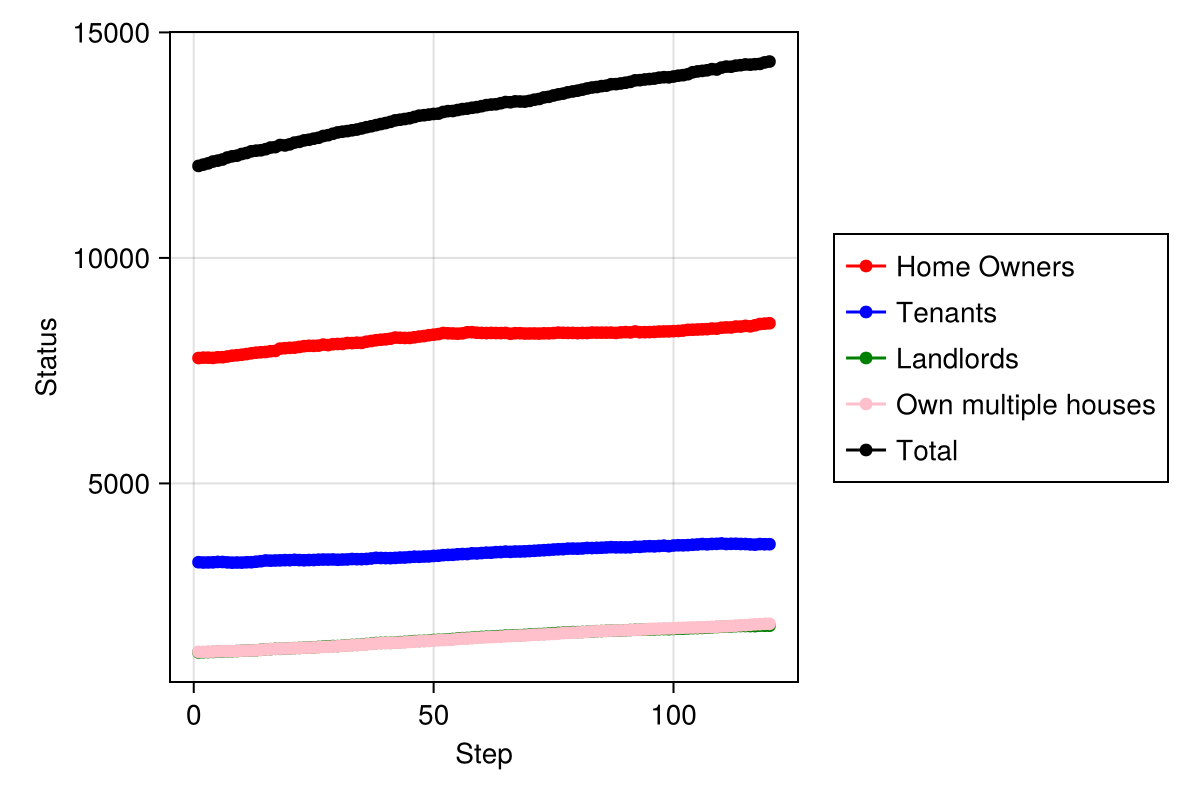 15000
10000
5000
Status
0
50
100
Step
Home Owners
Tenants
Landlords
Own multiple houses
Total